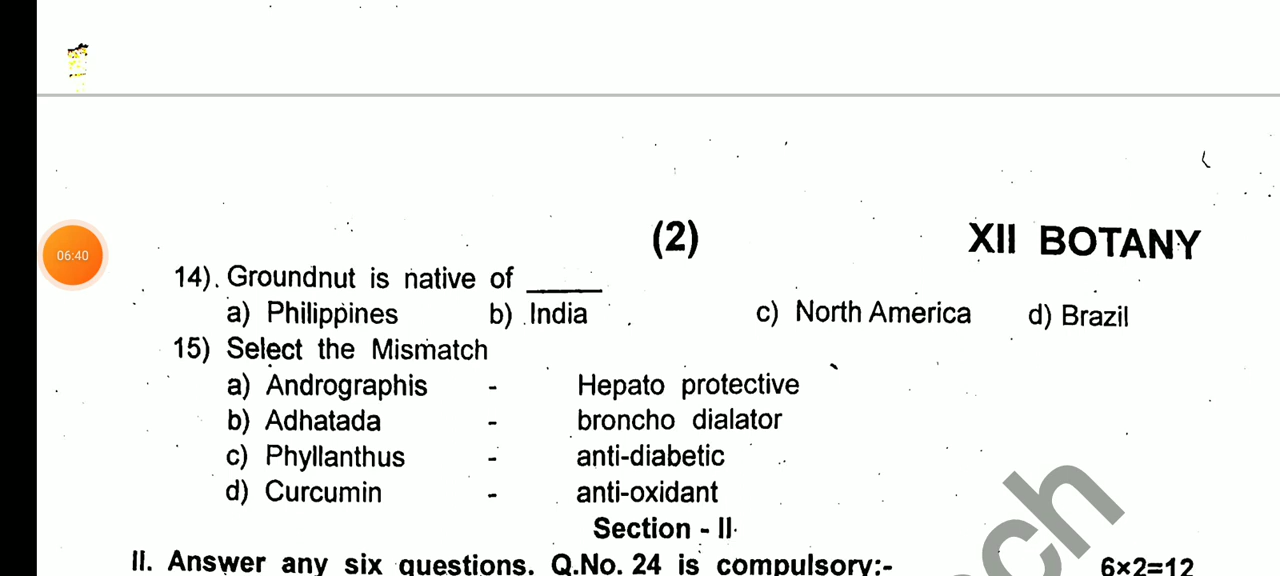 06:40
(2) XII BOTANY
14). Groundnut is native of _____
a) Philippines b) India c) North America d) Brazil
15) Select the Mismatch
a) Andrographis - Hepato protective
b) Adhatada - broncho dialator
c) Phyllanthus - anti-diabetic
d) Curcumin - anti-oxidant
Section - II
II. Answer any six questions. Q.No. 24 is compulsory:- 6×2=12
ch